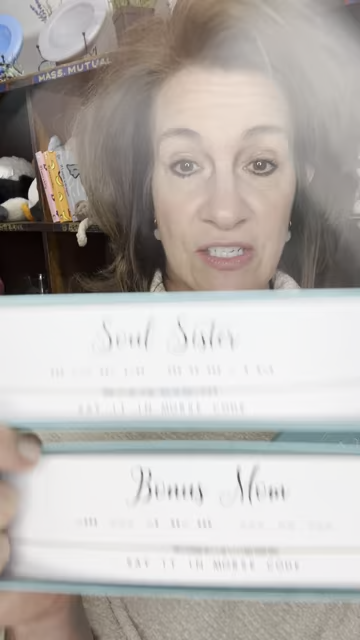 MASS. MUTUAL
Soul Sister
SAY IT IN MORSE CODE
Bonus Mom
SAY IT IN MORSE CODE